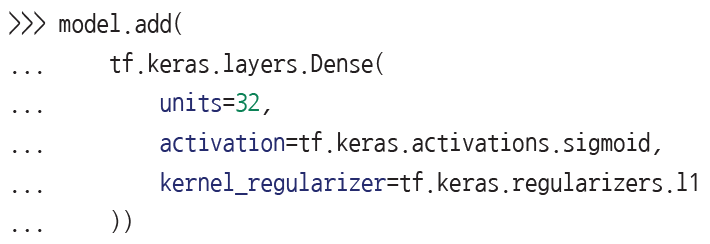 >>> model.add(
...     tf.keras.layers.Dense(
...         units=32,
...         activation=tf.keras.activations.sigmoid,
...         kernel_regularizer=tf.keras.regularizers.l1
...     ))